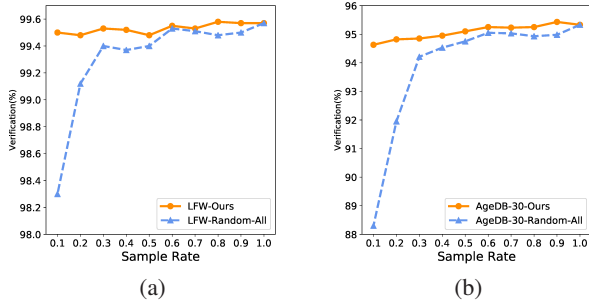 99.6
99.4
99.2
99.0
98.8
98.6
98.4
98.2
98.0
Verification(%)
LFW-Ours
LFW-Random-All
0.1 0.2 0.3 0.4 0.5 0.6 0.7 0.8 0.9 1.0
Sample Rate
(a)
96
95
94
93
92
91
90
89
88
Verification(%)
AgeDB-30-Ours
AgeDB-30-Random-All
0.1 0.2 0.3 0.4 0.5 0.6 0.7 0.8 0.9 1.0
Sample Rate
(b)